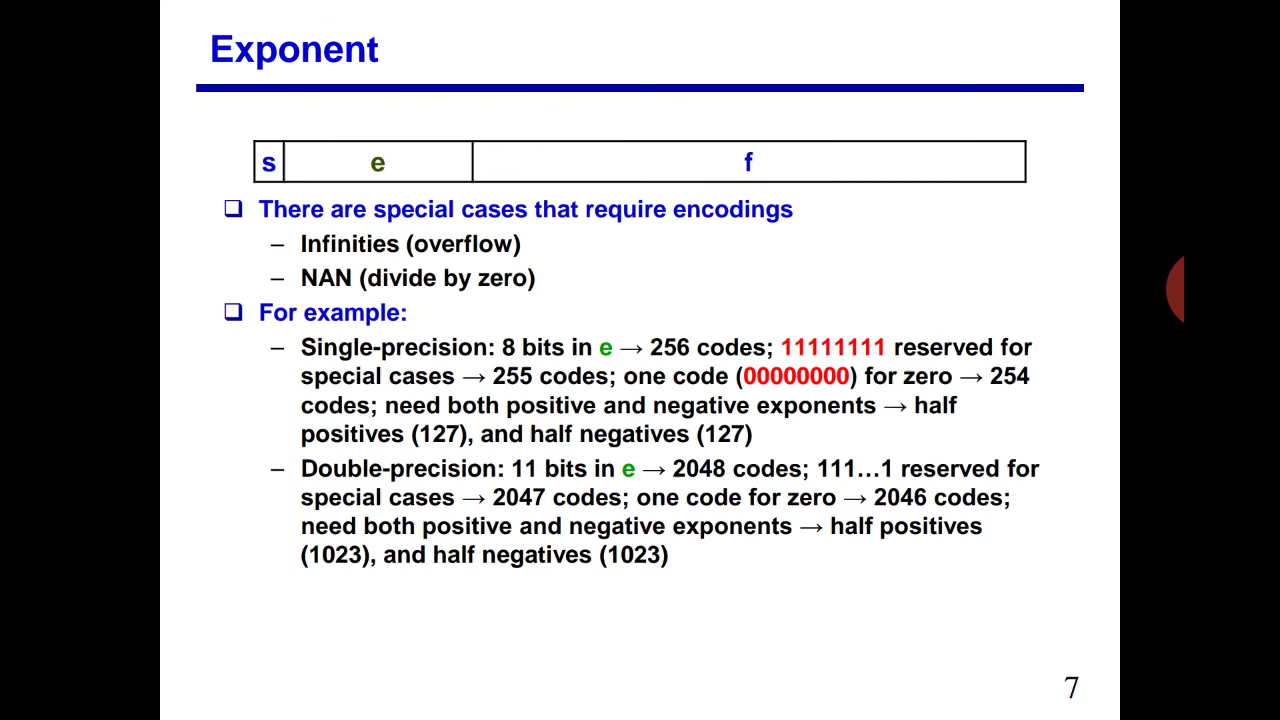 Exponent
s e f
❑ There are special cases that require encodings
– Infinities (overflow)
– NAN (divide by zero)
❑ For example:
– Single-precision: 8 bits in e → 256 codes; 11111111 reserved for
special cases → 255 codes; one code (00000000) for zero → 254
codes; need both positive and negative exponents → half
positives (127), and half negatives (127)
– Double-precision: 11 bits in e → 2048 codes; 111…1 reserved for
special cases → 2047 codes; one code for zero → 2046 codes;
need both positive and negative exponents → half positives
(1023), and half negatives (1023)
7